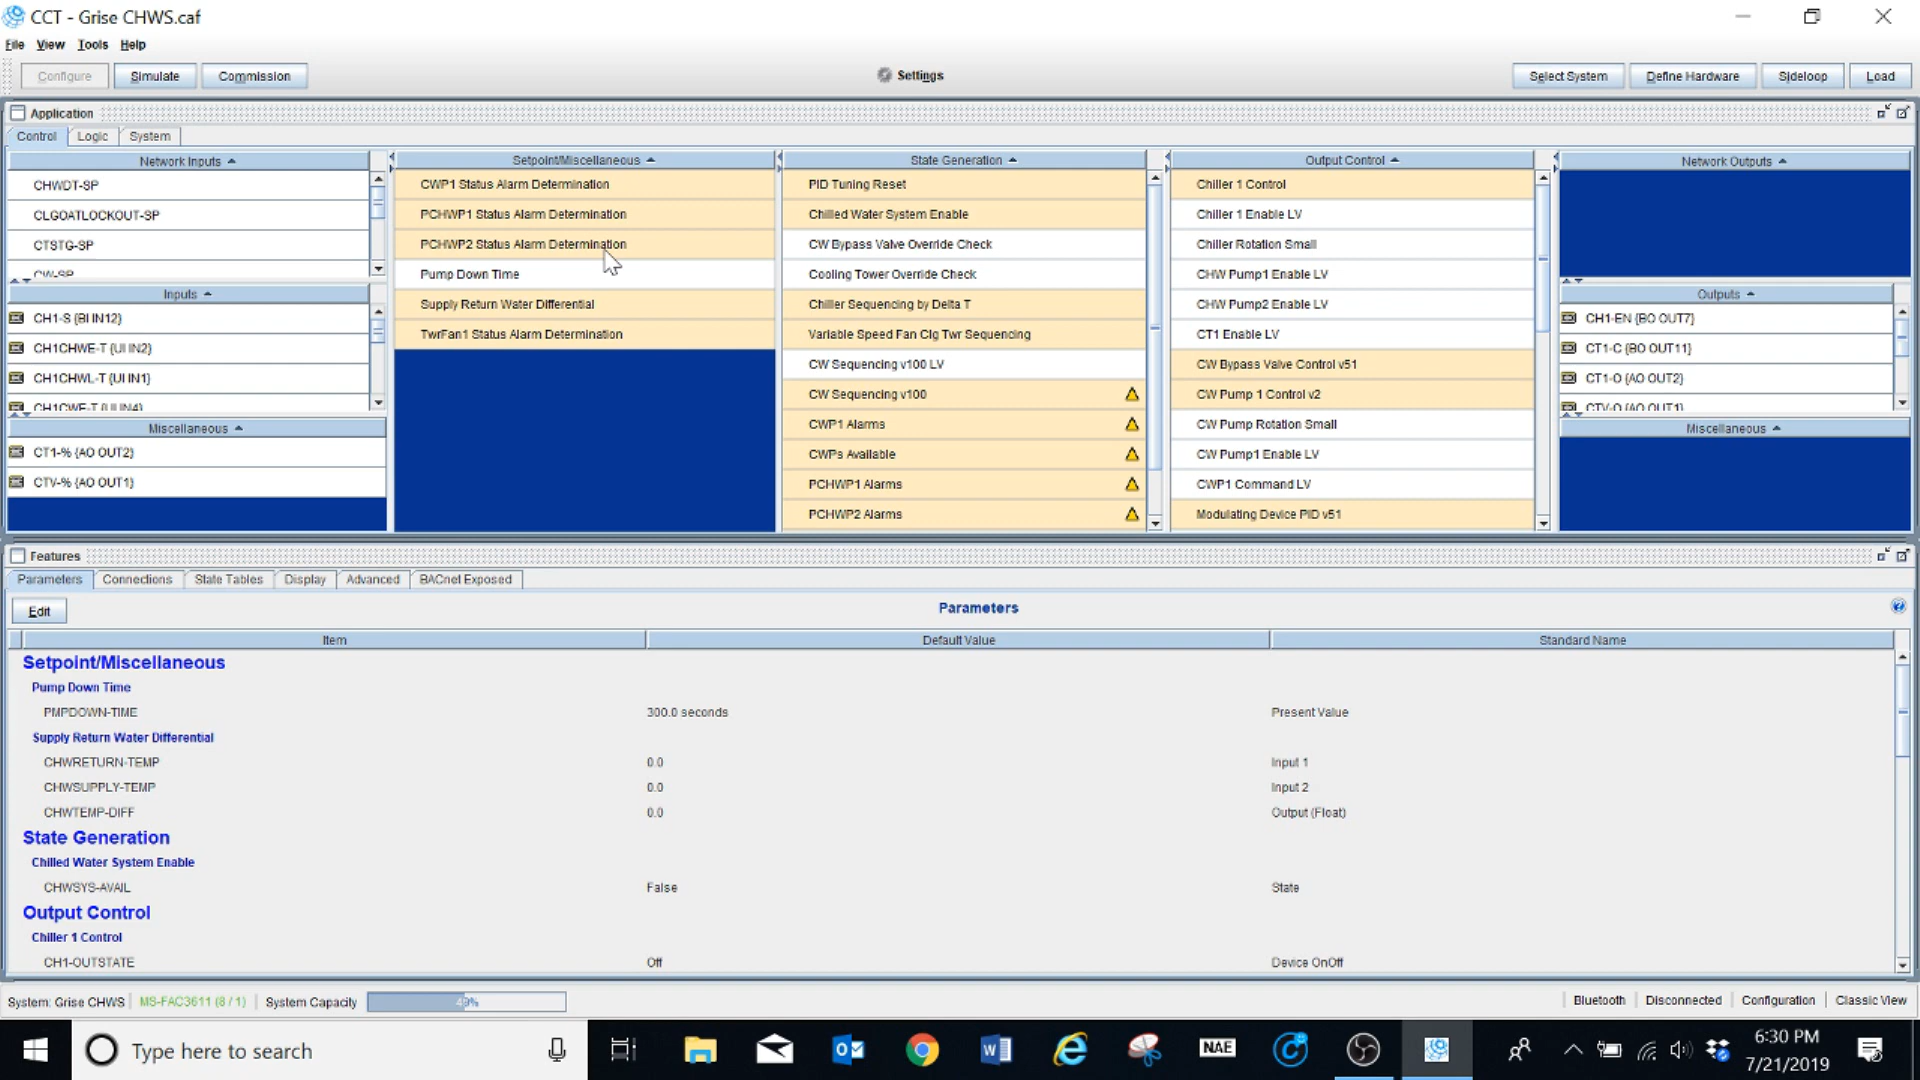 CCT - Grise CHWS.caf
File View Tools Help
Configure Simulate Commission Settings Select System Define Hardware Sideloop Load
Application
Control Logic System
Network Inputs
CHWDT-SP
CLGOATLOCKOUT-SP
CTSTG-SP
CW-SP
Inputs
CH1-S {BI IN12}
CH1CHWE-T {UI IN2}
CH1CHWL-T {UI IN1}
CH1CWE-T {UI IN4}
Miscellaneous
CT1-% {AO OUT2}
CTV-% {AO OUT1}
Setpoint/Miscellaneous
CWP1 Status Alarm Determination
PCHWP1 Status Alarm Determination
PCHWP2 Status Alarm Determination
Pump Down Time
Supply Return Water Differential
TwrFan1 Status Alarm Determination
State Generation
PID Tuning Reset
Chilled Water System Enable
CW Bypass Valve Override Check
Cooling Tower Override Check
Chiller Sequencing by Delta T
Variable Speed Fan Clg Twr Sequencing
CW Sequencing v100 LV
CW Sequencing v100
CWP1 Alarms
CWPs Available
PCHWP1 Alarms
PCHWP2 Alarms
Output Control
Chiller 1 Control
Chiller 1 Enable LV
Chiller Rotation Small
CHW Pump1 Enable LV
CHW Pump2 Enable LV
CT1 Enable LV
CW Bypass Valve Control v51
CW Pump 1 Control v2
CW Pump Rotation Small
CW Pump1 Enable LV
CWP1 Command LV
Modulating Device PID v51
Network Outputs
Outputs
CH1-EN {BO OUT7}
CT1-C {BO OUT11}
CT1-O {AO OUT2}
CTV-O {AO OUT1}
Miscellaneous
Features
Parameters Connections State Tables Display Advanced BACnet Exposed
Edit Parameters
Item Default Value Standard Name
Setpoint/Miscellaneous
Pump Down Time
PMPDOWN-TIME 300.0 seconds Present Value
Supply Return Water Differential
CHWRETURN-TEMP 0.0 Input 1
CHWSUPPLY-TEMP 0.0 Input 2
CHWTEMP-DIFF 0.0 Output (Float)
State Generation
Chilled Water System Enable
CHWSYS-AVAIL False State
Output Control
Chiller 1 Control
CH1-OUTSTATE Off Device OnOff
System: Grise CHWS MS-FAC3611 (8 / 1) System Capacity Bluetooth Disconnected Configuration Classic View
Type here to search NAE 6:30 PM
7/21/2019